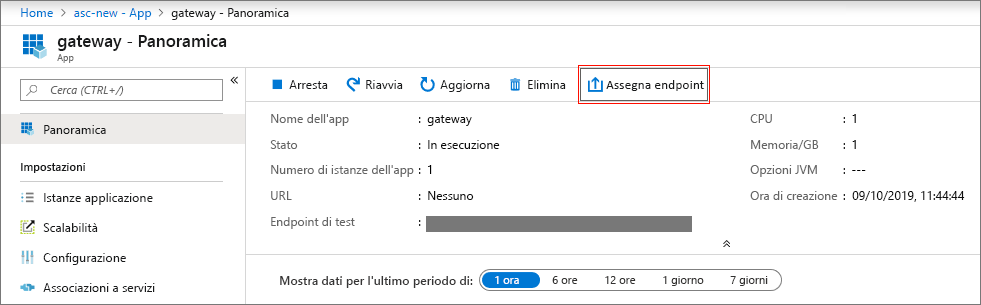 Home > asc-new - App > gateway - Panoramica
gateway - Panoramica
App
Cerca (CTRL+/)
«
Arresta Riavvia Aggiorna Elimina Assegna endpoint
Panoramica
Impostazioni
Istanze applicazione
Scalabilità
Configurazione
Associazioni a servizi
Nome dell'app : gateway
Stato : In esecuzione
Numero di istanze dell'app : 1
URL : Nessuno
Endpoint di test :
CPU : 1
Memoria/GB : 1
Opzioni JVM : ---
Ora di creazione : 09/10/2019, 11:44:44
Mostra dati per l'ultimo periodo di: 1 ora 6 ore 12 ore 1 giorno 7 giorni